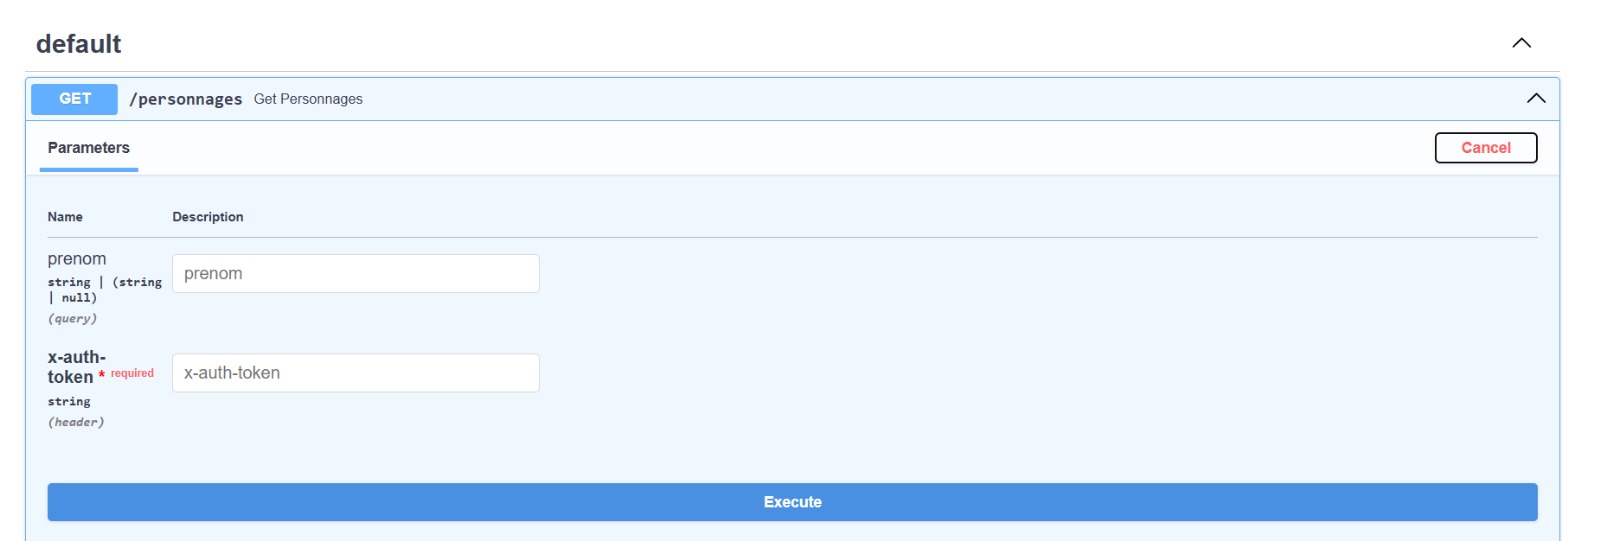 default
GET /personnages Get Personnages
Parameters
Cancel
Name Description
prenom
string | (string
| null)
(query)
prenom
x-auth-
token * required
string
(header)
x-auth-token
Execute